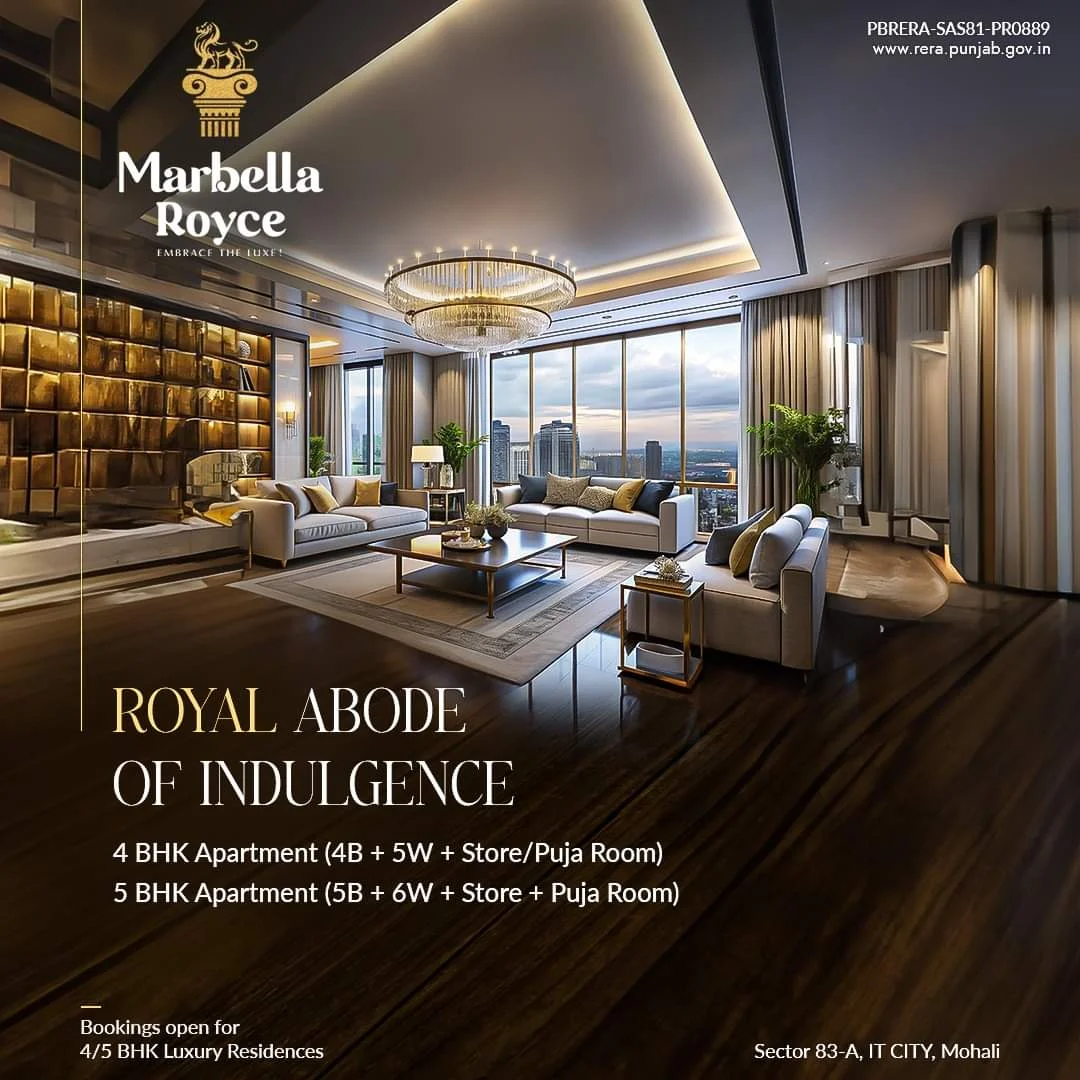 PBRERA-SAS81-PR0889
www.rera.punjab.gov.in
Marbella
Royce
EMBRACE THE LUXE!
ROYAL ABODE
OF INDULGENCE
4 BHK Apartment (4B + 5W + Store/Puja Room)
5 BHK Apartment (5B + 6W + Store + Puja Room)
Bookings open for
4/5 BHK Luxury Residences
Sector 83-A, IT CITY, Mohali